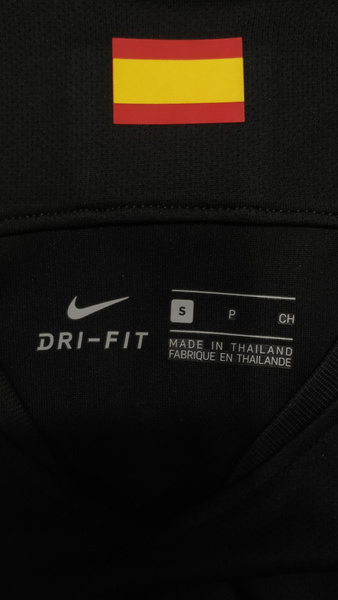 S P CH
DRI-FIT
MADE IN THAILAND
FABRIQUE EN THAILANDE